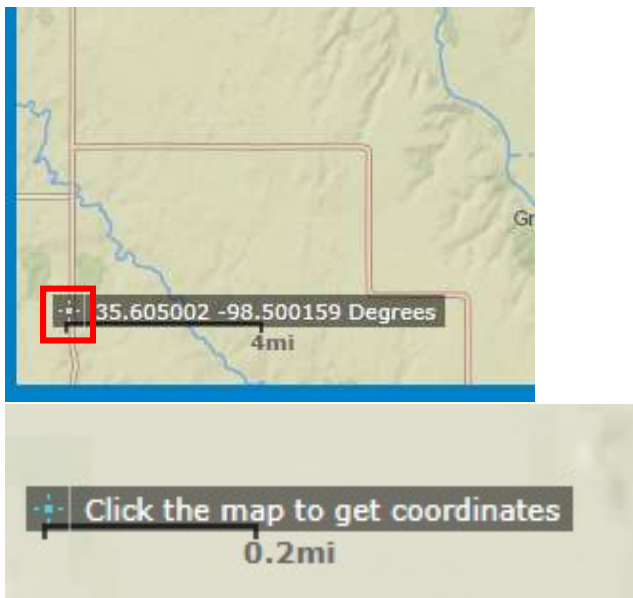 Gr
35.605002 -98.500159 Degrees
4mi
Click the map to get coordinates
0.2mi